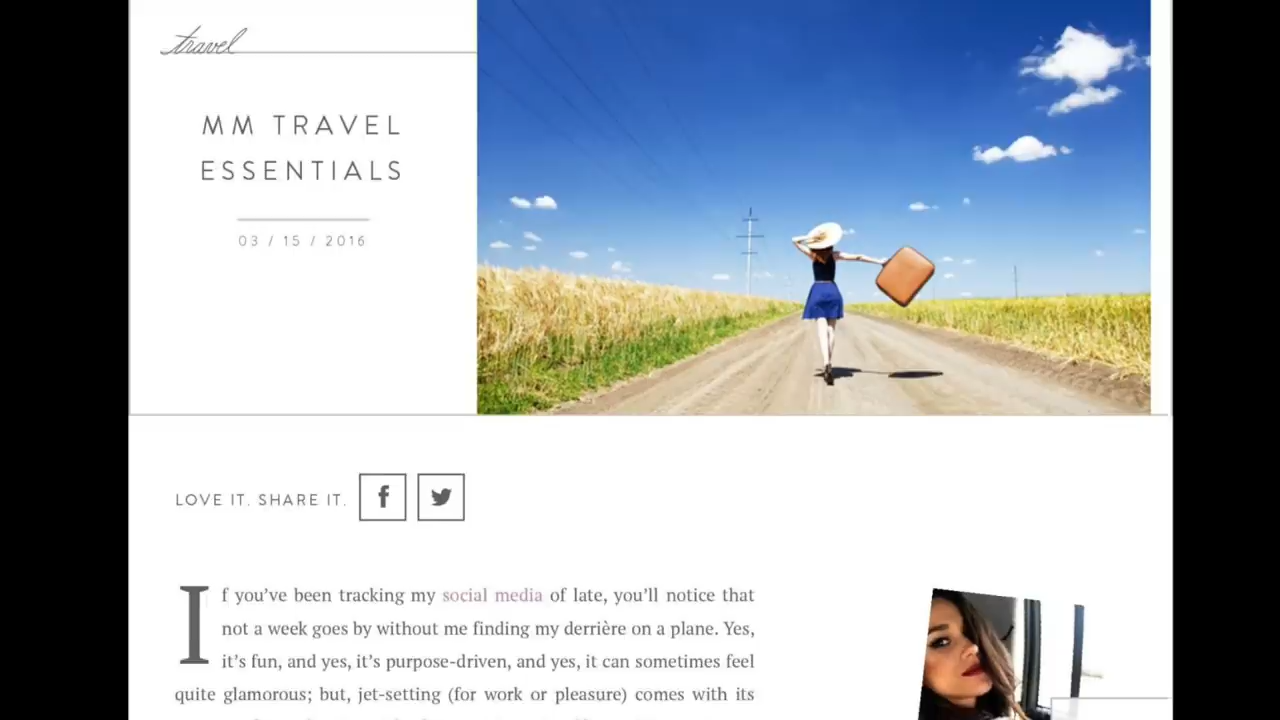 travel
MM TRAVEL
ESSENTIALS
03 / 15 / 2016
LOVE IT. SHARE IT.
If you’ve been tracking my social media of late, you’ll notice that
not a week goes by without me finding my derrière on a plane. Yes,
it’s fun, and yes, it’s purpose-driven, and yes, it can sometimes feel
quite glamorous; but, jet-setting (for work or pleasure) comes with its